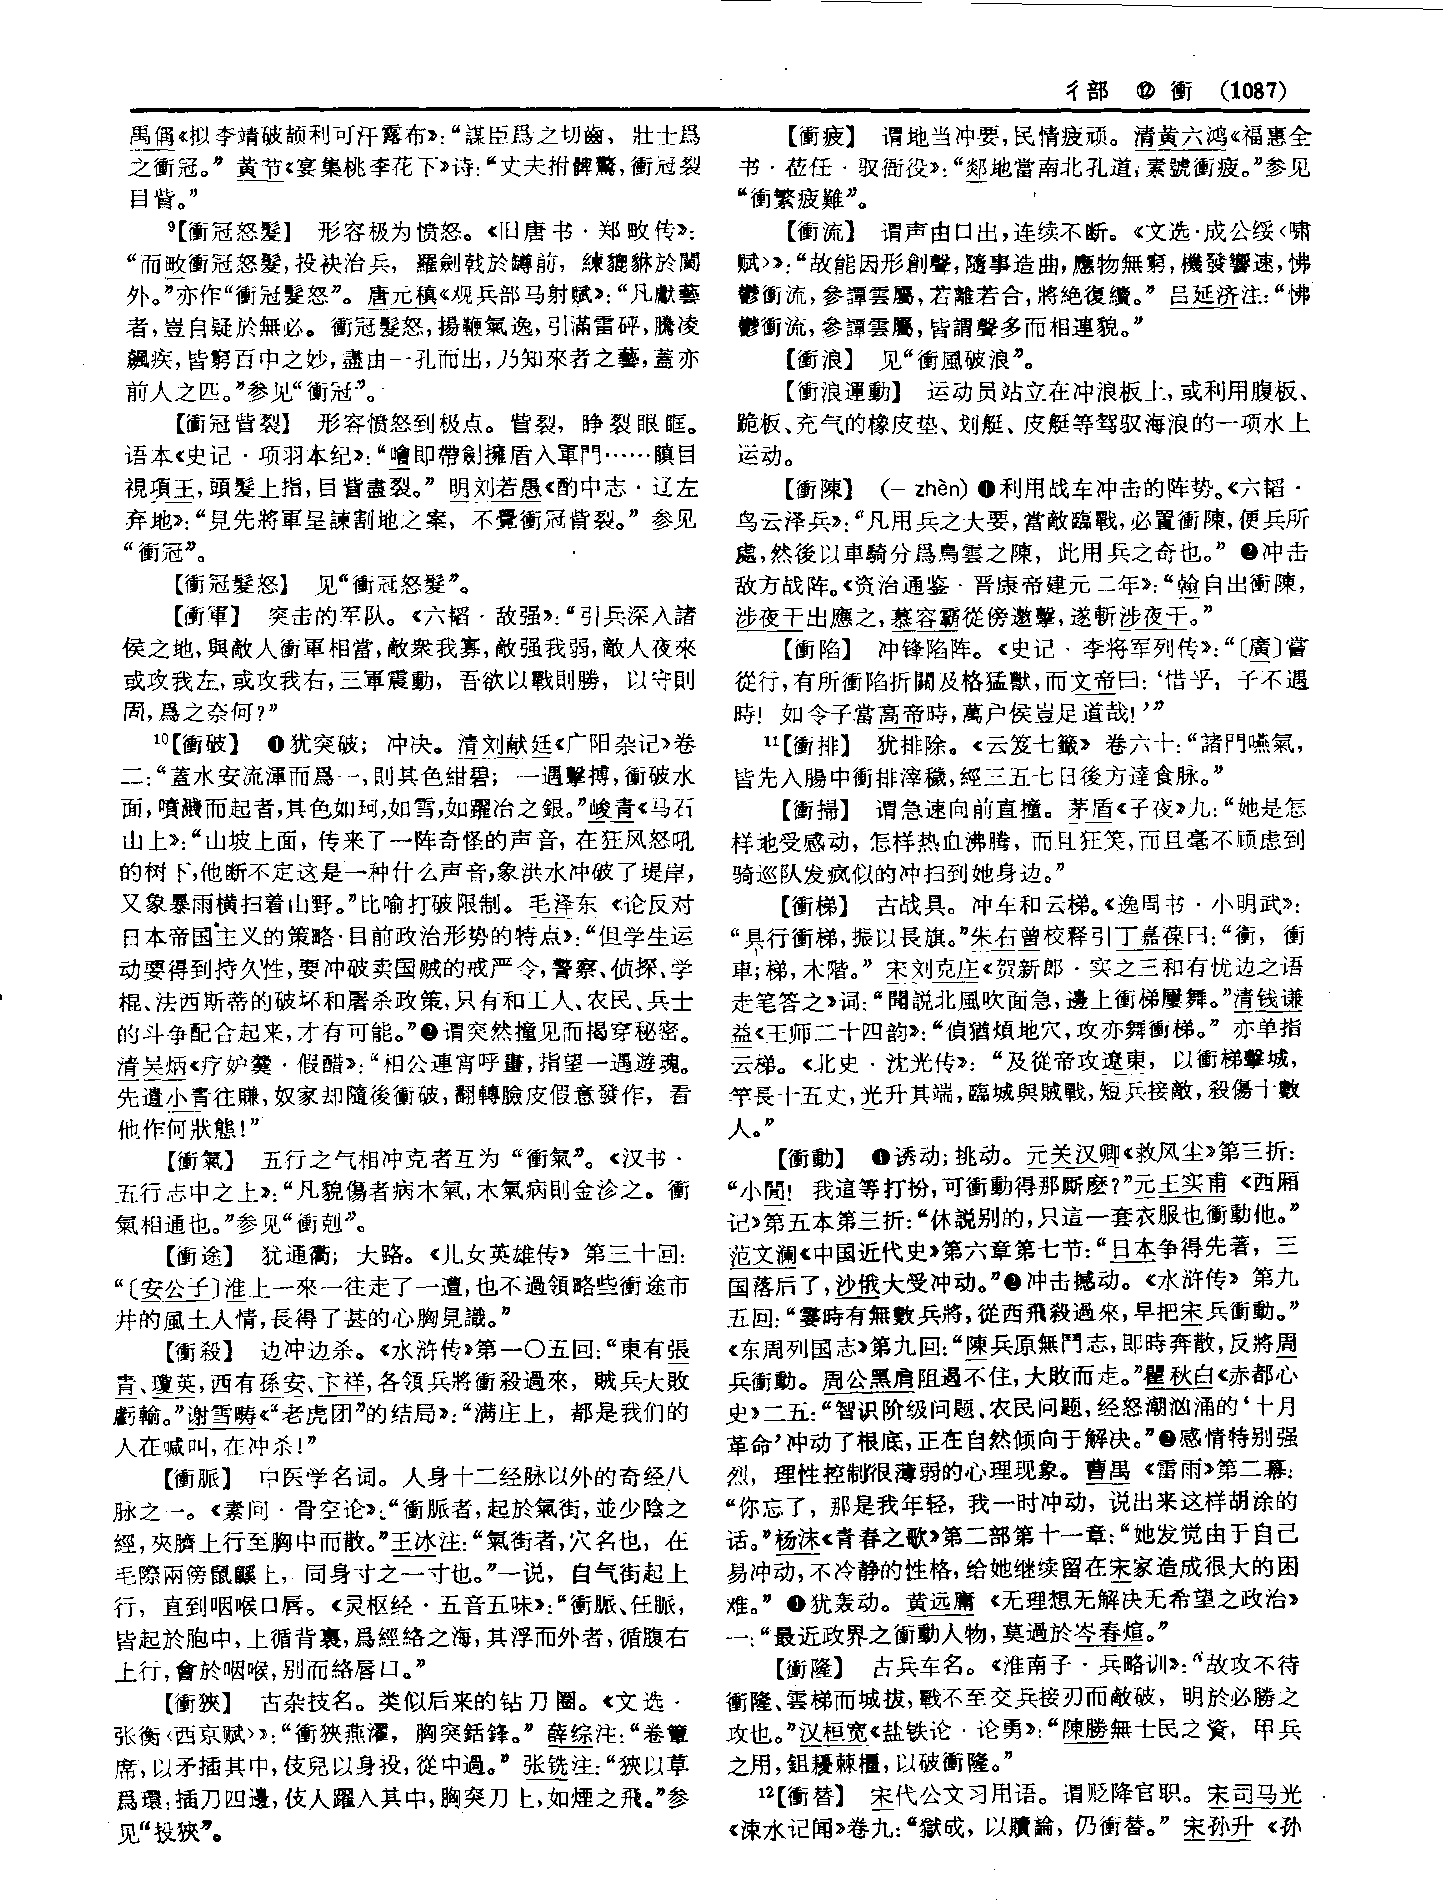 彳部 ⑫ 衝 (1087)
禹偁《拟李靖破颉利可汗露布》：“謀臣爲之切齒，壯士爲
之衝冠。”黄节《宴集桃李花下》诗：“丈夫拊髀驚，衝冠裂
目眥。”
⁹【衝冠怒髮】 形容极为愤怒。《旧唐书·郑畋传》：
“而畋衝冠怒髮，投袂治兵，羅劍戟於罇前，練貔貅於閫
外。”亦作“衝冠髮怒”。唐元稹《观兵部马射赋》：“凡獻藝
者，豈自疑於無必。衝冠髮怒，揚鞭氣逸，引滿雷砰，騰凌
飆疾，皆窮百中之妙，盡由一孔而出，乃知來者之藝，蓋亦
前人之匹。”参见“衝冠”。
【衝冠眥裂】 形容愤怒到极点。眥裂，睁裂眼眶。
语本《史记·项羽本纪》：“噲即帶劍擁盾入軍門……瞋目
視項王，頭髮上指，目眥盡裂。”明刘若愚《酌中志·辽左
弃地》：“見先將軍呈諫割地之案，不覺衝冠眥裂。”参见
“衝冠”。
【衝冠髮怒】 见“衝冠怒髮”。
【衝軍】 突击的军队。《六韬·敌强》：“引兵深入諸
侯之地，與敵人衝軍相當，敵衆我寡，敵强我弱，敵人夜來
或攻我左，或攻我右，三軍震動，吾欲以戰則勝，以守則
固，爲之奈何？”
¹⁰【衝破】 ❶犹突破；冲决。清刘献廷《广阳杂记》卷
二：“蓋水安流渾而爲一，則其色紺碧；一遇擊搏，衝破水
面，噴礮而起者，其色如珂，如雪，如躍冶之銀。”峻青《马石
山上》：“山坡上面，传来了一阵奇怪的声音，在狂风怒吼
的树下，他断不定这是一种什么声音，象洪水冲破了堤岸，
又象暴雨横扫着山野。”比喻打破限制。毛泽东《论反对
日本帝国主义的策略·目前政治形势的特点》：“但学生运
动要得到持久性，要冲破卖国贼的戒严令，警察、侦探、学
棍、法西斯蒂的破坏和屠杀政策，只有和工人、农民、兵士
的斗争配合起来，才有可能。”❷谓突然撞见而揭穿秘密。
清吴炳《疗妒羹·假醋》：“相公連宵呼畫，指望一遇遊魂。
先遣小青往賺，奴家却隨後衝破，翻轉臉皮假意發作，看
他作何狀態！”
【衝氣】 五行之气相冲克者互为“衝氣”。《汉书·
五行志中之上》：“凡貌傷者病木氣，木氣病則金沴之。衝
氣相通也。”参见“衝剋”。
【衝途】 犹通衢；大路。《儿女英雄传》第三十回：
“〔安公子〕淮上一來一往走了一遭，也不過領略些衝途市
井的風土人情，長得了甚的心胸見識。”
【衝殺】 边冲边杀。《水浒传》第一〇五回：“東有張
青、瓊英，西有孫安、卞祥，各領兵將衝殺過來，賊兵大敗
虧輸。”谢雪畴《“老虎团”的结局》：“满庄上，都是我们的
人在喊叫，在冲杀！”
【衝脈】 中医学名词。人身十二经脉以外的奇经八
脉之一。《素问·骨空论》：“衝脈者，起於氣街，並少陰之
經，夾臍上行至胸中而散。”王冰注：“氣街者，穴名也，在
毛際兩傍鼠鼷上，同身寸之一寸也。”一说，自气街起上
行，直到咽喉口唇。《灵枢经·五音五味》：“衝脈、任脈，
皆起於胞中，上循背裏，爲經絡之海，其浮而外者，循腹右
上行，會於咽喉，别而絡唇口。”
【衝狹】 古杂技名。类似后来的钻刀圈。《文选·
张衡〈西京赋〉》：“衝狹燕濯，胸突銛鋒。”薛综注：“卷簟
席，以矛插其中，伎兒以身投，從中過。”张铣注：“狹以草
爲環，插刀四邊，伎人躍入其中，胸突刀上，如煙之飛。”参
见“投狹”。
【衝疲】 谓地当冲要，民情疲顽。清黄六鸿《福惠全
书·莅任·驭衙役》：“郯地當南北孔道，素號衝疲。”参见
“衝繁疲難”。
【衝流】 谓声由口出，连续不断。《文选·成公绥〈啸
赋〉》：“故能因形創聲，隨事造曲，應物無窮，機發響速，怫
鬱衝流，參譚雲屬，若離若合，將絶復續。”吕延济注：“怫
鬱衝流，參譚雲屬，皆謂聲多而相連貌。”
【衝浪】 见“衝風破浪”。
【衝浪運動】 运动员站立在冲浪板上，或利用腹板、
跪板、充气的橡皮垫、划艇、皮艇等驾驭海浪的一项水上
运动。
【衝陳】 （－zhèn）❶利用战车冲击的阵势。《六韬·
鸟云泽兵》：“凡用兵之大要，當敵臨戰，必置衝陳，便兵所
處，然後以車騎分爲鳥雲之陳，此用兵之奇也。”❷冲击
敌方战阵。《资治通鉴·晋康帝建元二年》：“翰自出衝陳，
涉夜干出應之，慕容霸從傍邀擊，遂斬涉夜干。”
【衝陷】 冲锋陷阵。《史记·李将军列传》：“〔廣〕嘗
從行，有所衝陷折關及格猛獸，而文帝曰：‘惜乎，子不遇
時！如令子當高帝時，萬户侯豈足道哉！’”
¹¹【衝排】 犹排除。《云笈七籤》卷六十：“諸門嚥氣，
皆先入腸中衝排滓穢，經三五七日後方達食脉。”
【衝掃】 谓急速向前直撞。茅盾《子夜》九：“她是怎
样地受感动，怎样热血沸腾，而且狂笑，而且毫不顾虑到
骑巡队发疯似的冲扫到她身边。”
【衝梯】 古战具。冲车和云梯。《逸周书·小明武》：
“具行衝梯，振以長旗。”朱右曾校释引丁嘉葆曰：“衝，衝
車；梯，木階。”宋刘克庄《贺新郎·实之三和有忧边之语
走笔答之》词：“聞説北風吹面急，邊上衝梯屢舞。”清钱谦
益《王师二十四韵》：“偵猶煩地穴，攻亦舞衝梯。”亦单指
云梯。《北史·沈光传》：“及從帝攻遼東，以衝梯擊城，
竿長十五丈，光升其端，臨城與賊戰，短兵接敵，殺傷十數
人。”
【衝動】 ❶诱动；挑动。元关汉卿《救风尘》第三折：
“小閒！我這等打扮，可衝動得那厮麽？”元王实甫《西厢
记》第五本第三折：“休説别的，只這一套衣服也衝動他。”
范文澜《中国近代史》第六章第七节：“日本争得先著，三
国落后了，沙俄大受冲动。”❷冲击撼动。《水浒传》第九
五回：“霎時有無數兵將，從西飛殺過來，早把宋兵衝動。”
《东周列国志》第九回：“陳兵原無鬥志，即時奔散，反將周
兵衝動。周公黑肩阻遏不住，大敗而走。”瞿秋白《赤都心
史》二五：“智识阶级问题、农民问题，经怒潮汹涌的‘十月
革命’冲动了根底，正在自然倾向于解决。”❸感情特别强
烈，理性控制很薄弱的心理现象。曹禺《雷雨》第二幕：
“你忘了，那是我年轻，我一时冲动，说出来这样胡涂的
话。”杨沫《青春之歌》第二部第十一章：“她发觉由于自己
易冲动，不冷静的性格，给她继续留在宋家造成很大的困
难。”❹犹轰动。黄远庸《无理想无解决无希望之政治》
一：“最近政界之衝動人物，莫過於岑春煊。”
【衝隆】 古兵车名。《淮南子·兵略训》：“故攻不待
衝隆、雲梯而城拔，戰不至交兵接刃而敵破，明於必勝之
攻也。”汉桓宽《盐铁论·论勇》：“陳勝無士民之資，甲兵
之用，鉏耰棘橿，以破衝隆。”
¹²【衝替】 宋代公文习用语。谓贬降官职。宋司马光
《涑水记闻》卷九：“獄成，以贖論，仍衝替。”宋孙升《孙